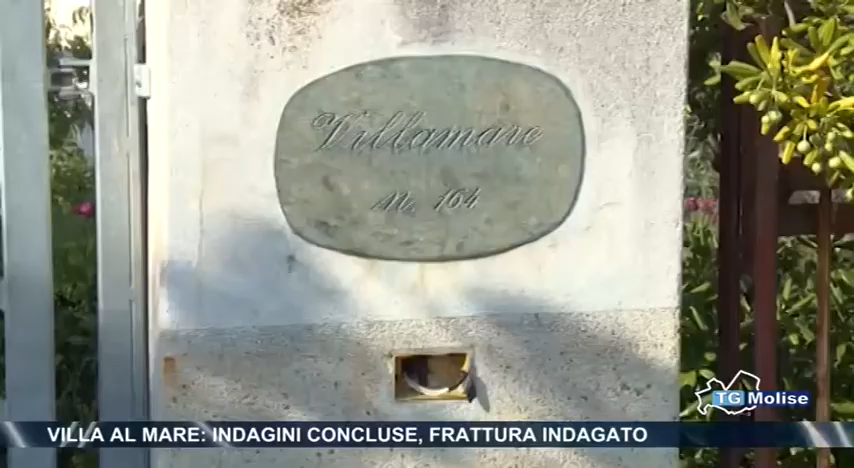 Villamare
n. 164
TG Molise
VILLA AL MARE: INDAGINI CONCLUSE, FRATTURA INDAGATO